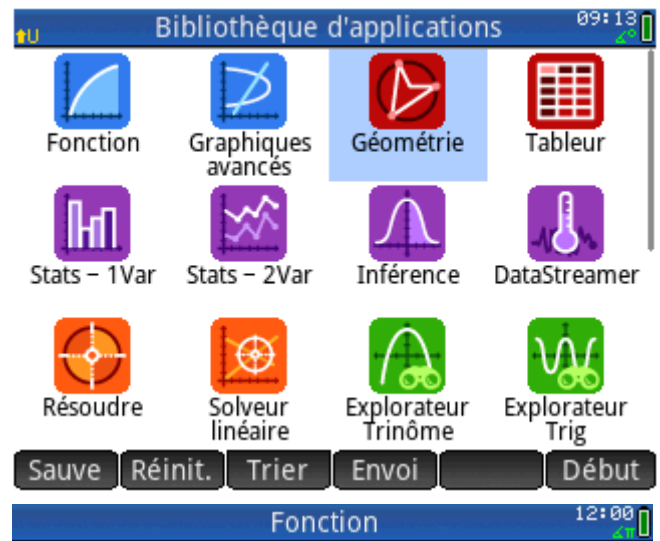 ↑U Bibliothèque d'applications 09:13 ∡°
Fonction Graphiques avancés Géométrie Tableur
Stats – 1Var Stats – 2Var Inférence DataStreamer
Résoudre Solveur linéaire Explorateur Trinôme Explorateur Trig
Sauve Réinit. Trier Envoi Début
Fonction 12:00 ∡π